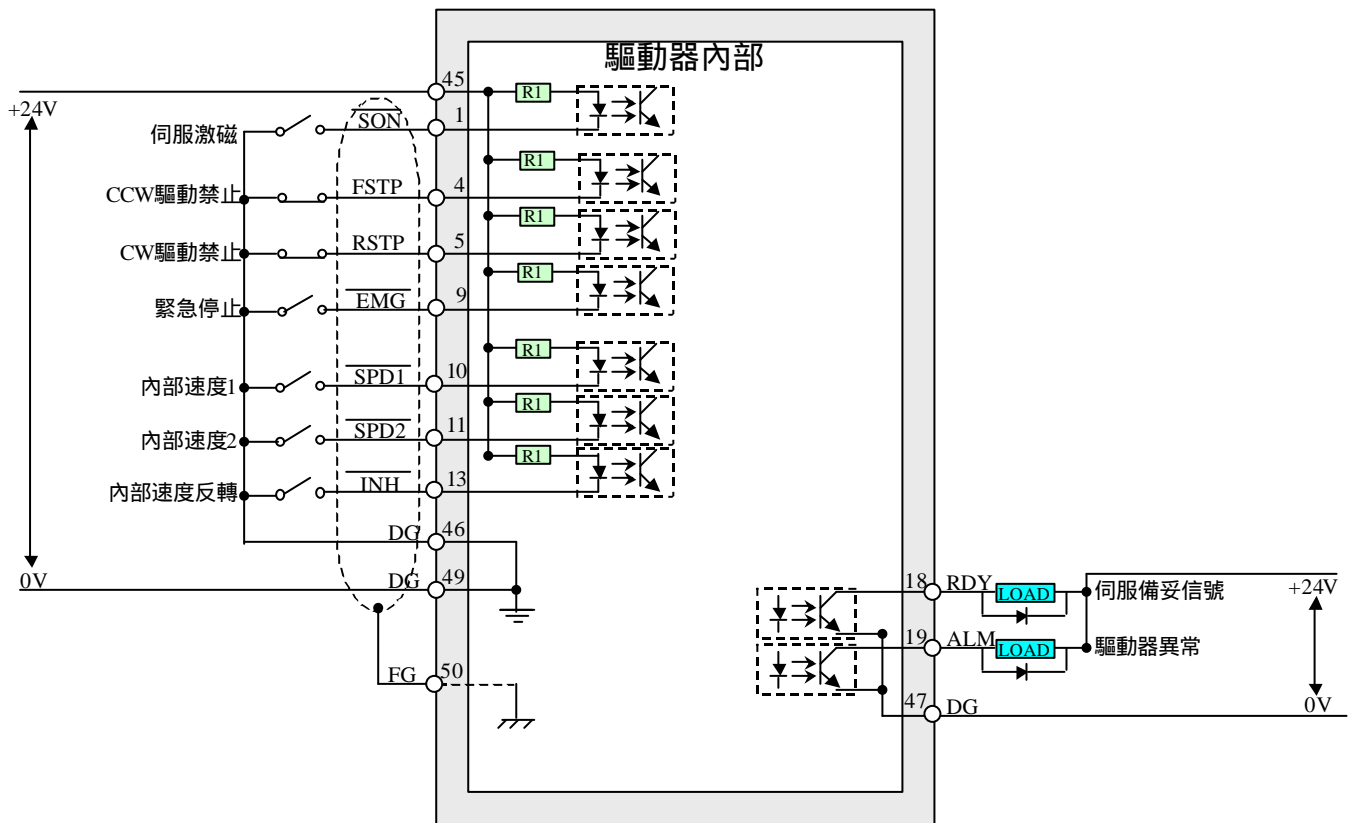 驅動器內部
+24V
45
R1
伺服激磁
SON
1
R1
CCW驅動禁止
FSTP
4
R1
CW驅動禁止
RSTP
5
R1
緊急停止
EMG
9
R1
內部速度1
SPD1
10
R1
內部速度2
SPD2
11
R1
內部速度反轉
INH
13
DG
46
0V
DG
49
FG
50
18
RDY
LOAD
伺服備妥信號
+24V
19
ALM
LOAD
驅動器異常
47
DG
0V